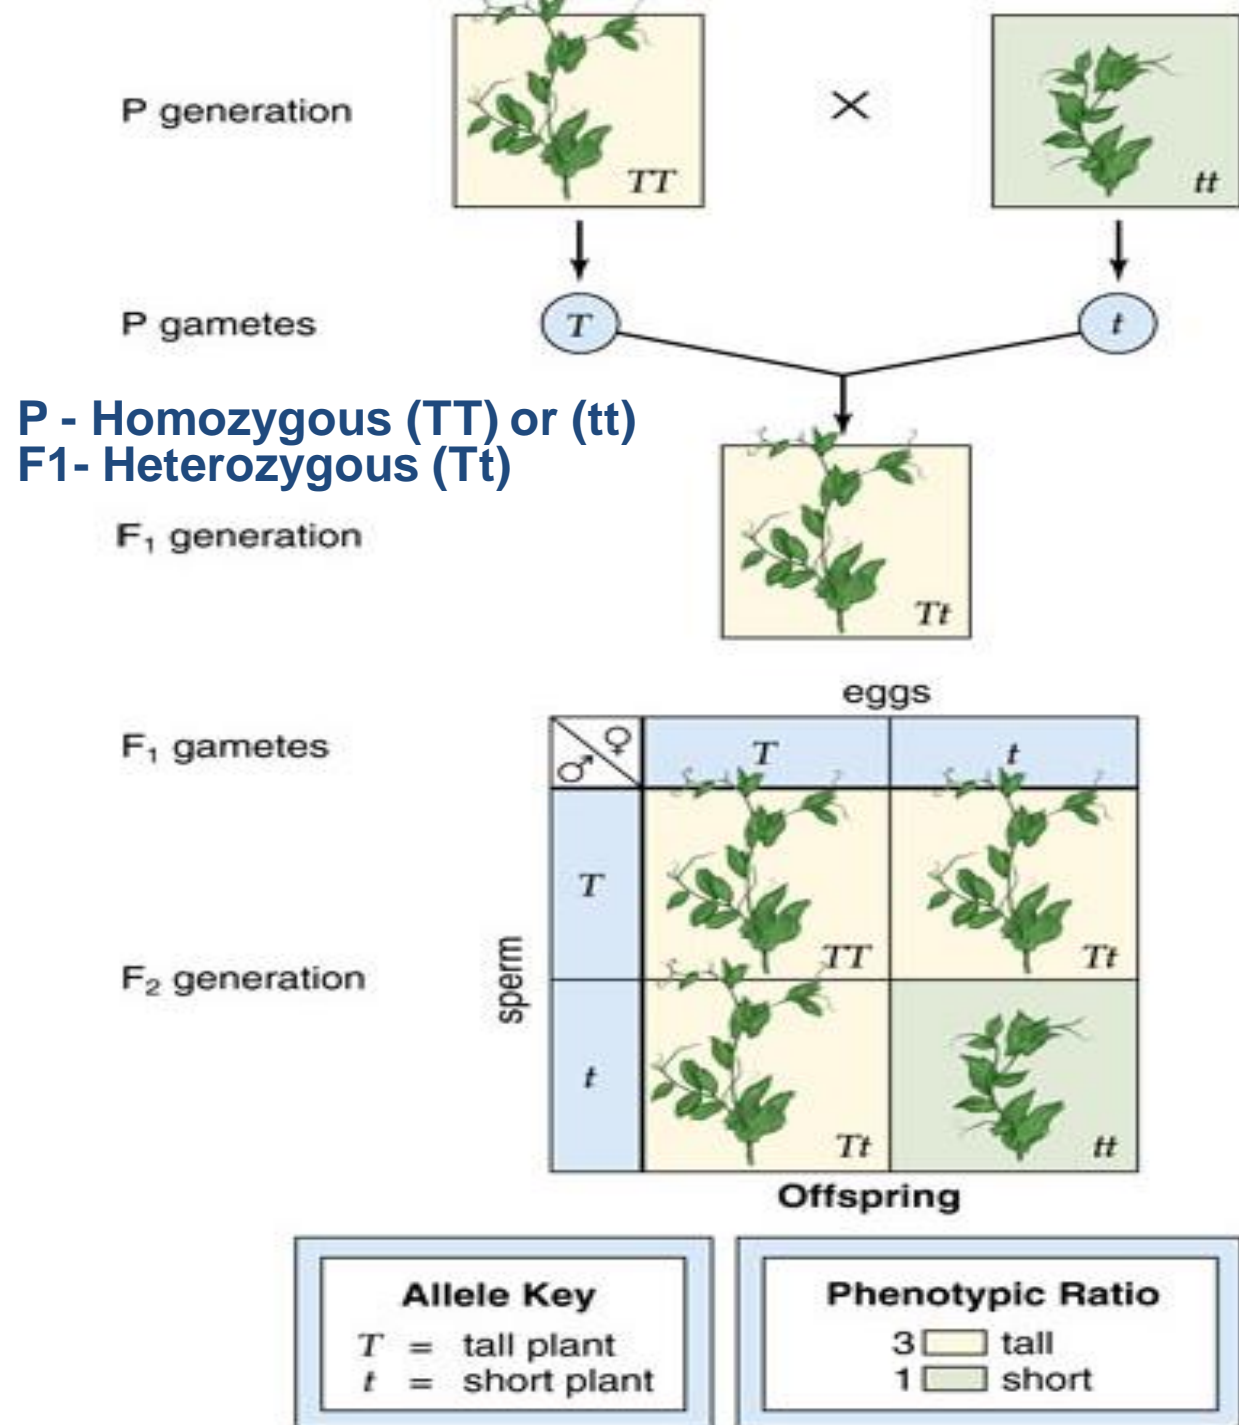 P generation
×
TT
tt
P gametes
T
t
P - Homozygous (TT) or (tt)
F1- Heterozygous (Tt)
F₁ generation
Tt
eggs
F₁ gametes
♀
♂
T
t
T
TT
Tt
sperm
F₂ generation
t
Tt
tt
Offspring
Allele Key
T = tall plant
t = short plant
Phenotypic Ratio
3 tall
1 short